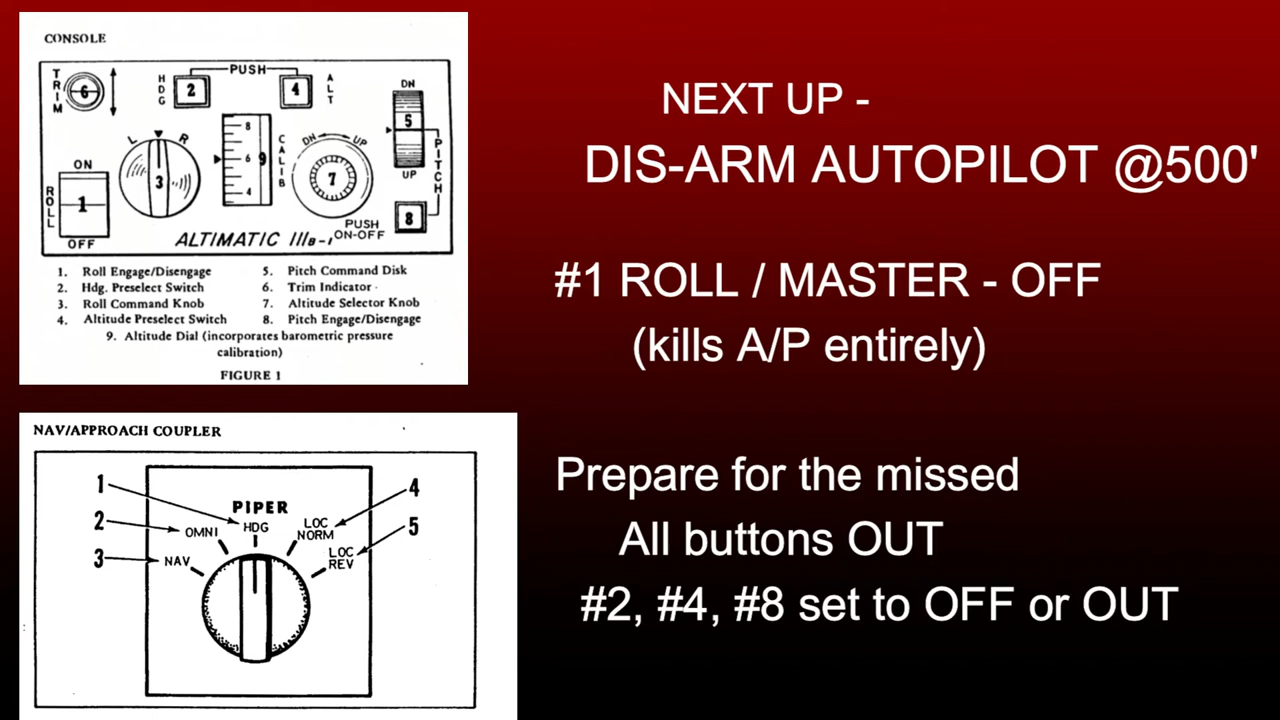 CONSOLE
TRIM
6
HDG
2
PUSH
4
ALT
DN
5
UP
PITCH
L
R
3
8
6
9
4
CALIB
DN
UP
7
PUSH
ON-OFF
8
ON
ROLL
1
OFF
ALTIMATIC IIIB-1
1. Roll Engage/Disengage
2. Hdg. Preselect Switch
3. Roll Command Knob
4. Altitude Preselect Switch
5. Pitch Command Disk
6. Trim Indicator
7. Altitude Selector Knob
8. Pitch Engage/Disengage
9. Altitude Dial (incorporates barometric pressure
calibration)
FIGURE 1
NAV/APPROACH COUPLER
1
2
3
4
5
PIPER
NAV
OMNI
HDG
LOC
NORM
LOC
REV
NEXT UP -
DIS-ARM AUTOPILOT @500'
#1 ROLL / MASTER - OFF
(kills A/P entirely)
Prepare for the missed
All buttons OUT
#2, #4, #8 set to OFF or OUT